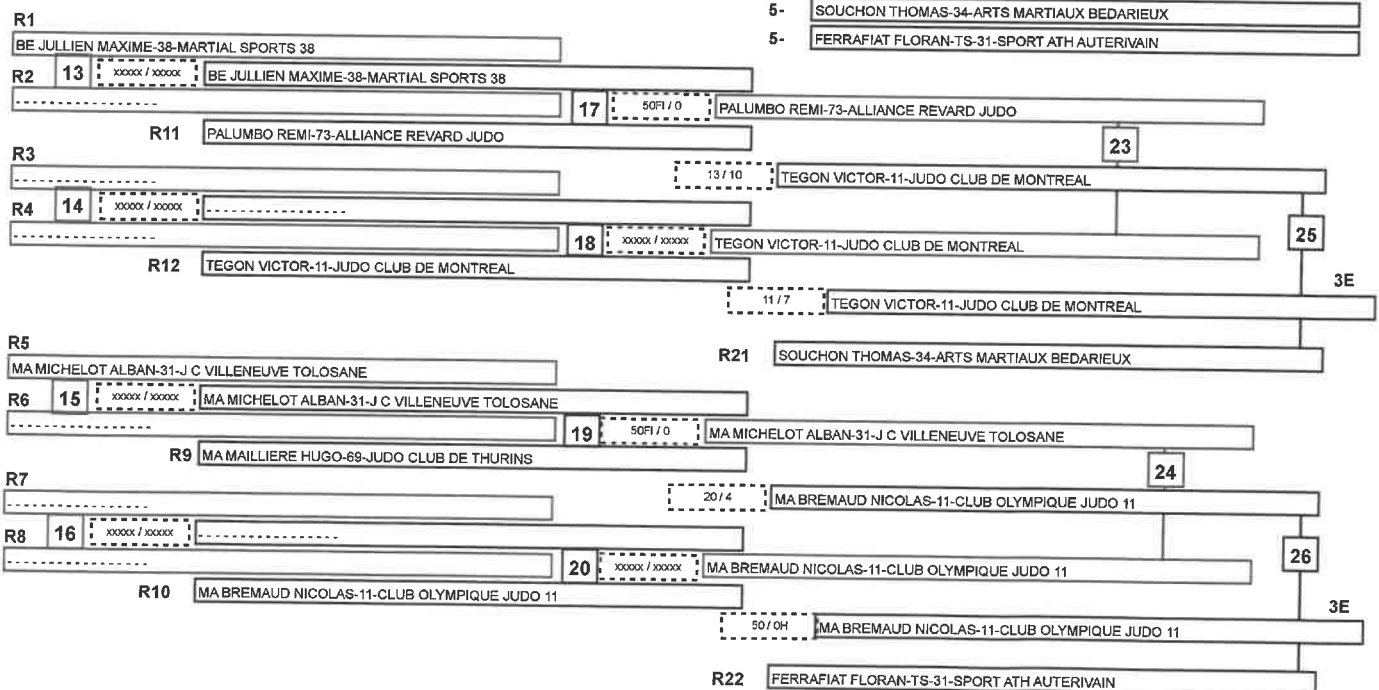 5- SOUCHON THOMAS-34-ARTS MARTIAUX BEDARIEUX
5- FERRAFIAT FLORAN-TS-31-SPORT ATH AUTERIVAIN
R1
BE JULLIEN MAXIME-38-MARTIAL SPORTS 38
R2 13 xxxxx / xxxxx BE JULLIEN MAXIME-38-MARTIAL SPORTS 38
---------------- 17 50FI / 0 PALUMBO REMI-73-ALLIANCE REVARD JUDO
R11 PALUMBO REMI-73-ALLIANCE REVARD JUDO
23
R3
---------------- 13 / 10 TEGON VICTOR-11-JUDO CLUB DE MONTREAL
R4 14 xxxxx / xxxxx ----------------
---------------- 18 xxxxx / xxxxx TEGON VICTOR-11-JUDO CLUB DE MONTREAL 25
R12 TEGON VICTOR-11-JUDO CLUB DE MONTREAL
3E
11 / 7 TEGON VICTOR-11-JUDO CLUB DE MONTREAL
R5
R21 SOUCHON THOMAS-34-ARTS MARTIAUX BEDARIEUX
MA MICHELOT ALBAN-31-J C VILLENEUVE TOLOSANE
R6 15 xxxxx / xxxxx MA MICHELOT ALBAN-31-J C VILLENEUVE TOLOSANE
---------------- 19 50FI / 0 MA MICHELOT ALBAN-31-J C VILLENEUVE TOLOSANE
R9 MA MAILLIERE HUGO-69-JUDO CLUB DE THURINS
24
R7
---------------- 20 / 4 MA BREMAUD NICOLAS-11-CLUB OLYMPIQUE JUDO 11
R8 16 xxxxx / xxxxx ----------------
---------------- 20 xxxxx / xxxxx MA BREMAUD NICOLAS-11-CLUB OLYMPIQUE JUDO 11 26
R10 MA BREMAUD NICOLAS-11-CLUB OLYMPIQUE JUDO 11
3E
50 / 0H MA BREMAUD NICOLAS-11-CLUB OLYMPIQUE JUDO 11
R22 FERRAFIAT FLORAN-TS-31-SPORT ATH AUTERIVAIN